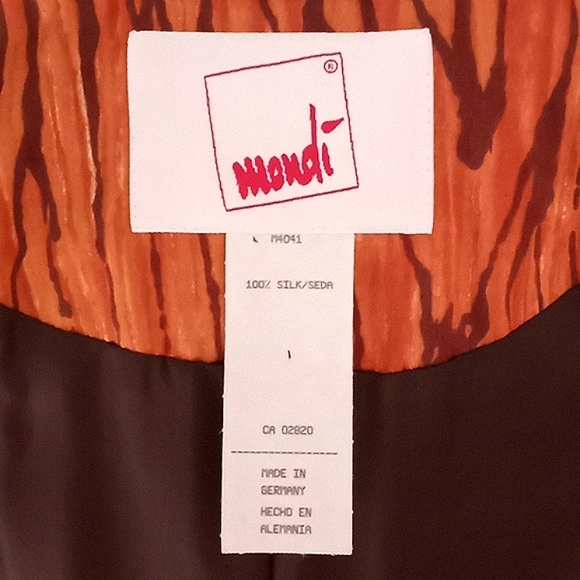 ®
mondi
M4041
100% SILK/SEDA
CA 02820
MADE IN
GERMANY
HECHO EN
ALEMANIA